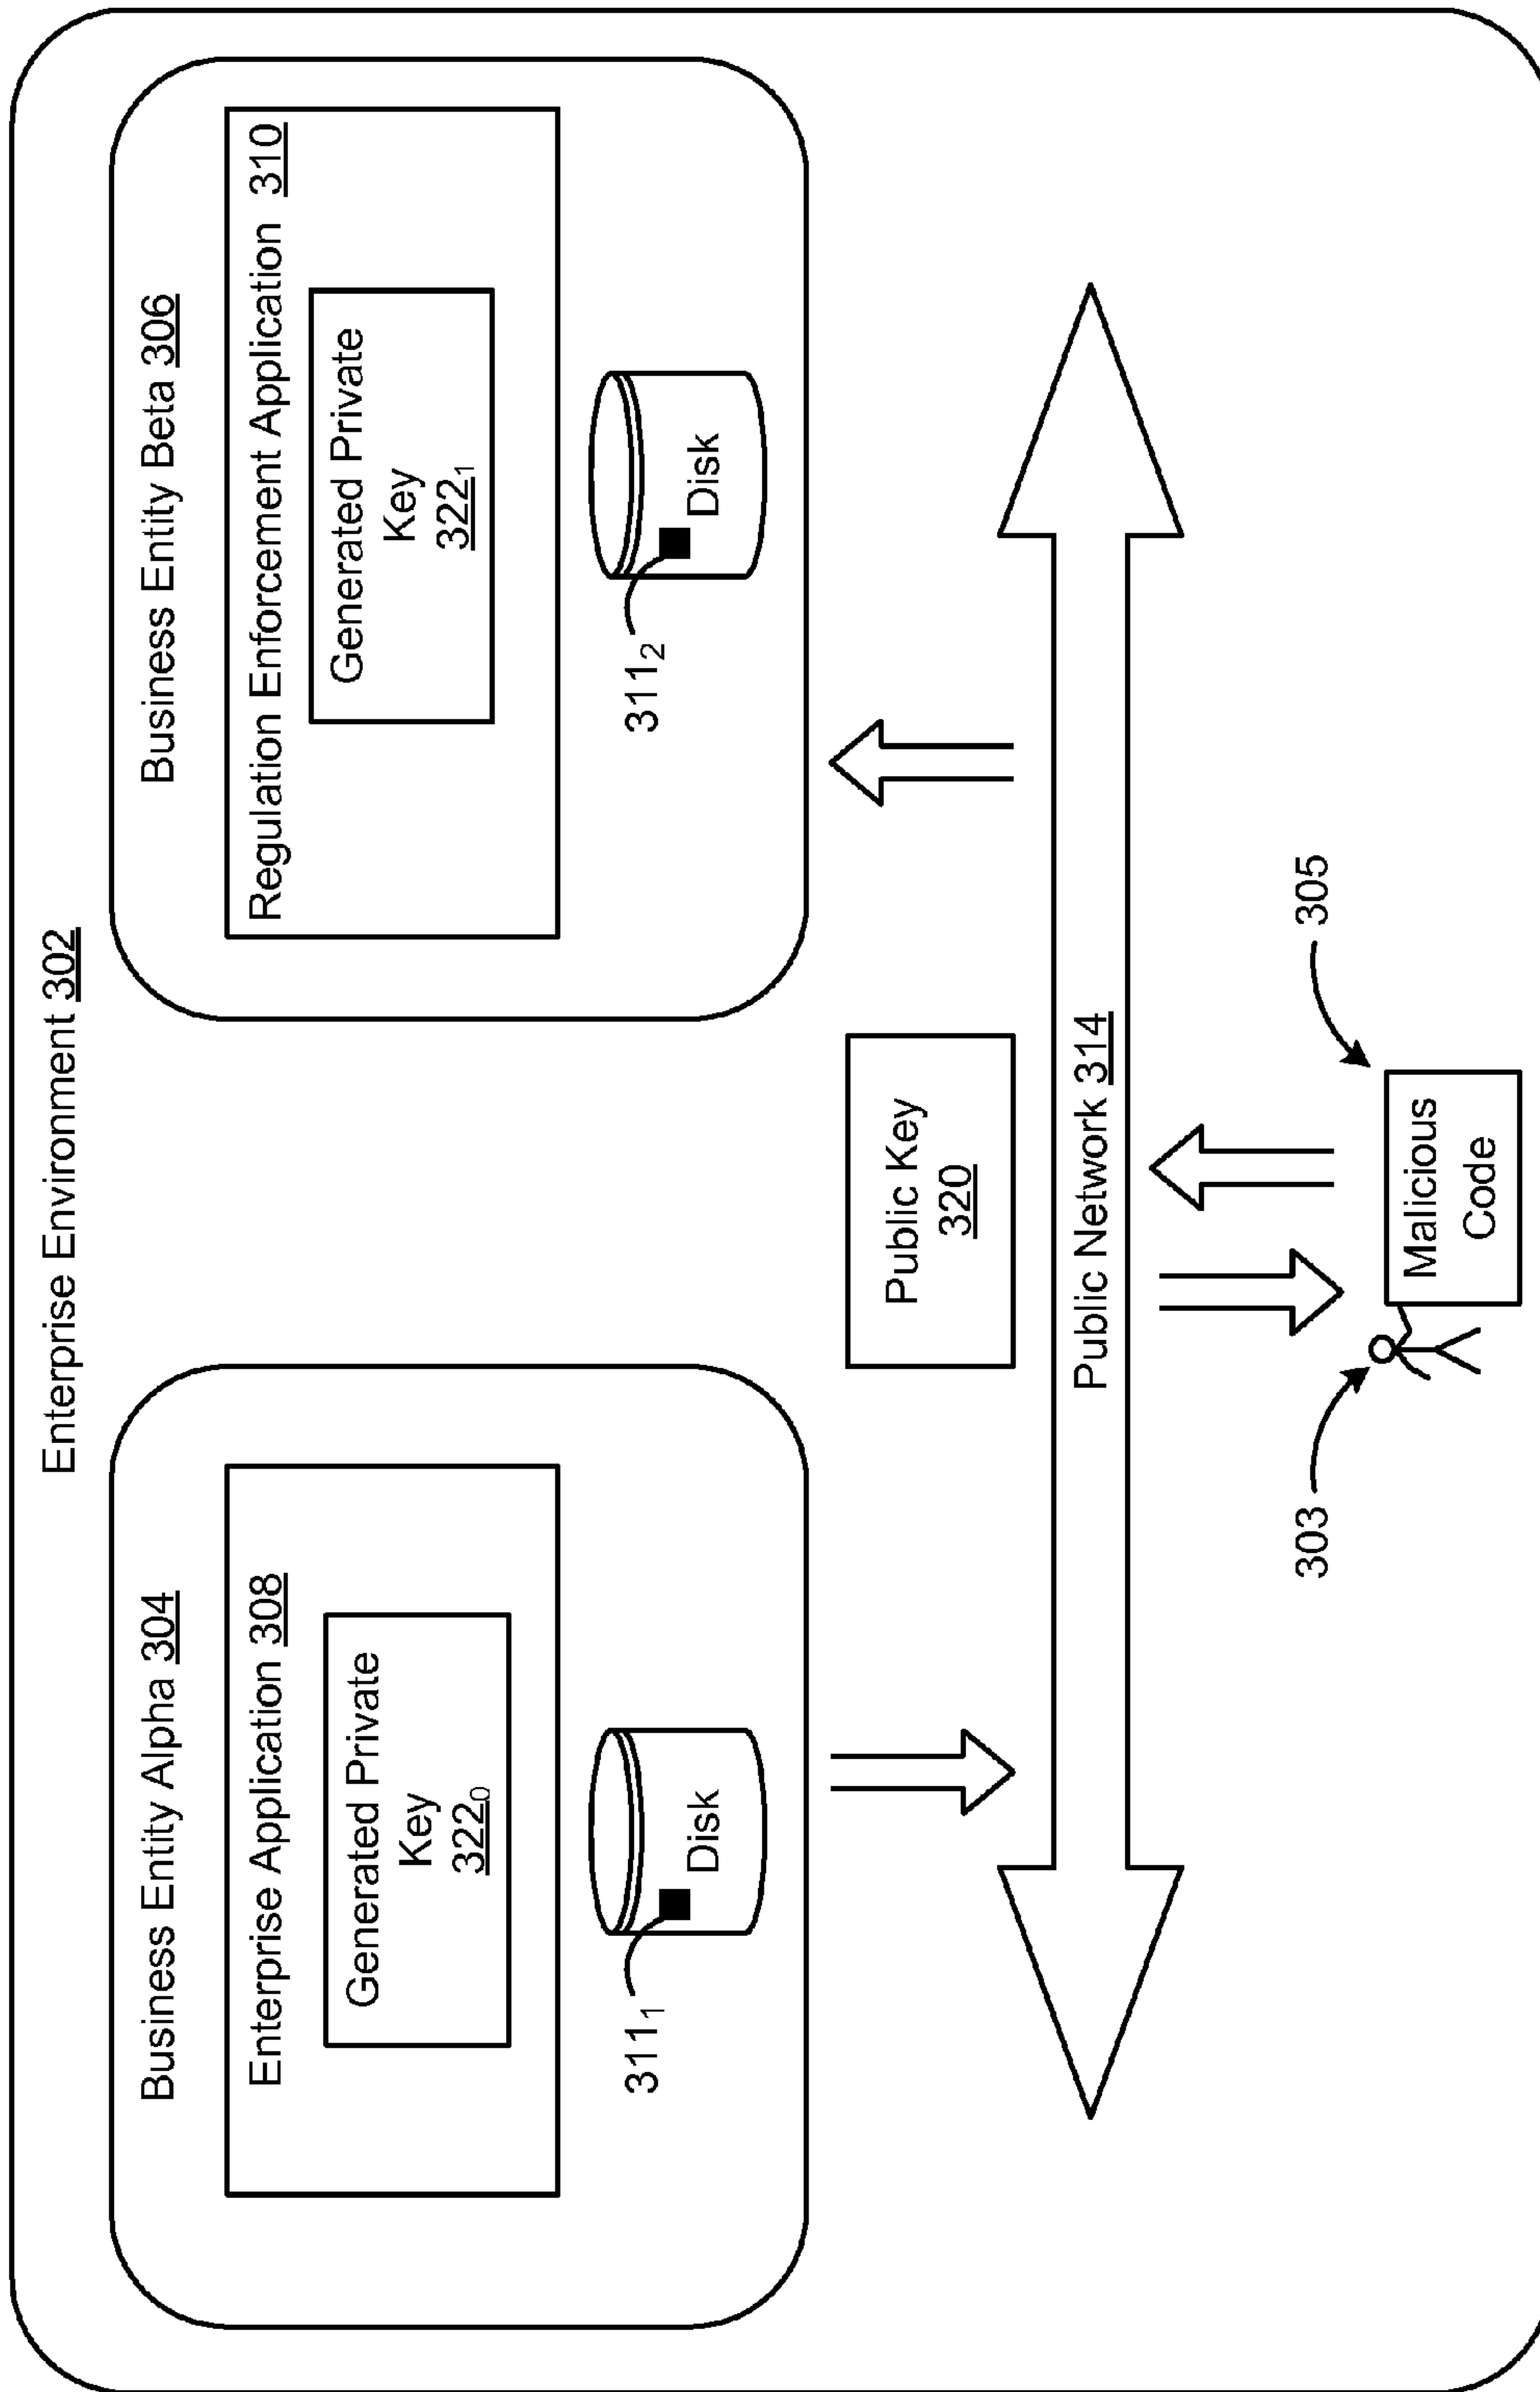 Enterprise Environment 302
Business Entity Alpha 304
Enterprise Application 308
Generated Private
Key
322₀
311₁
Disk
Business Entity Beta 306
Regulation Enforcement Application 310
Generated Private
Key
322₁
311₂
Disk
Public Key
320
Public Network 314
303
305
Malicious
Code